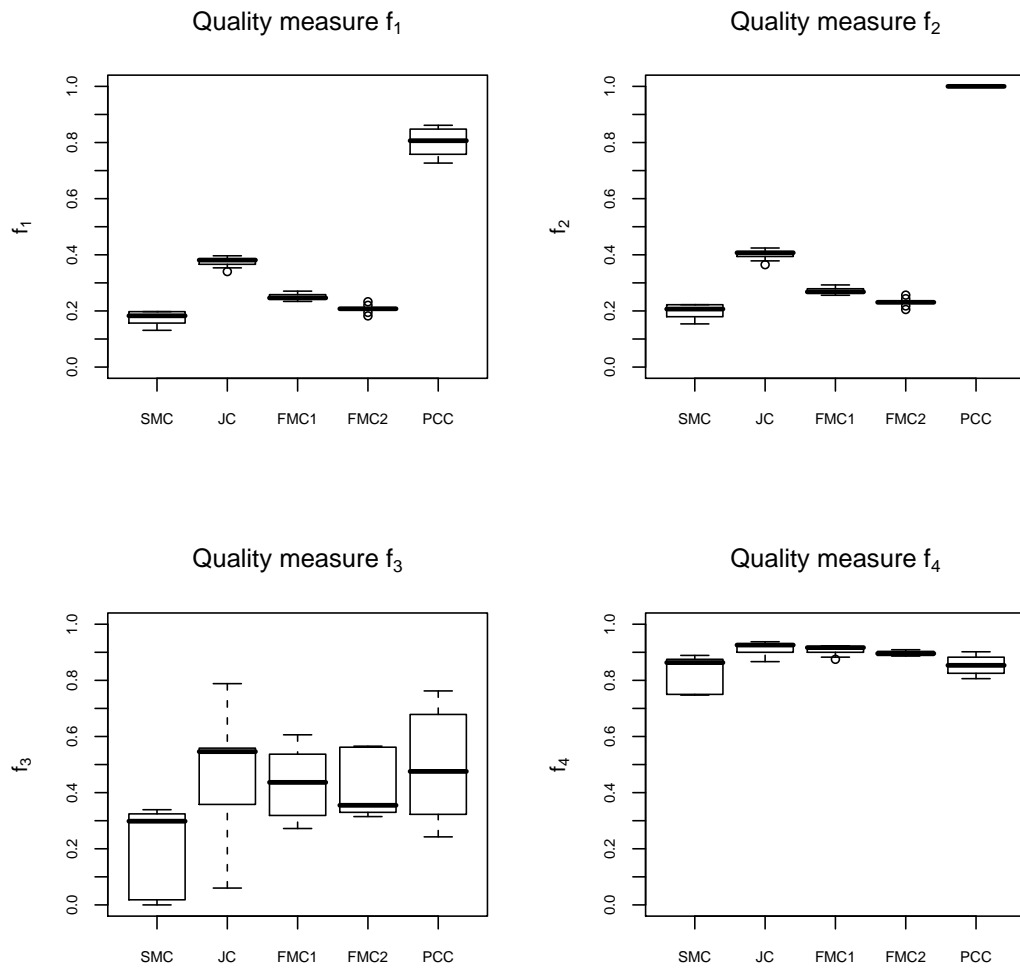 Quality measure f1
f1
1.0
0.8
0.6
0.4
0.2
0.0
SMC JC FMC1 FMC2 PCC
Quality measure f2
f2
1.0
0.8
0.6
0.4
0.2
0.0
SMC JC FMC1 FMC2 PCC
Quality measure f3
f3
1.0
0.8
0.6
0.4
0.2
0.0
SMC JC FMC1 FMC2 PCC
Quality measure f4
f4
1.0
0.8
0.6
0.4
0.2
0.0
SMC JC FMC1 FMC2 PCC